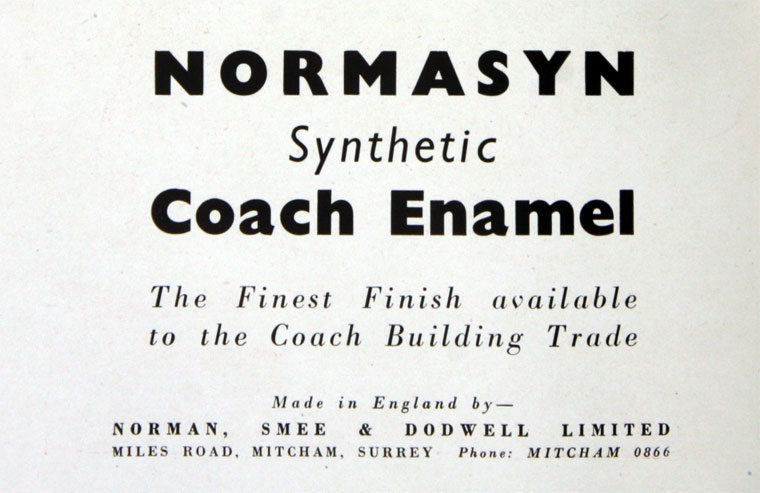 NORMASYN
Synthetic
Coach Enamel
The Finest Finish available
to the Coach Building Trade
Made in England by—
NORMAN, SMEE & DODWELL LIMITED
MILES ROAD, MITCHAM, SURREY Phone: MITCHAM 0866